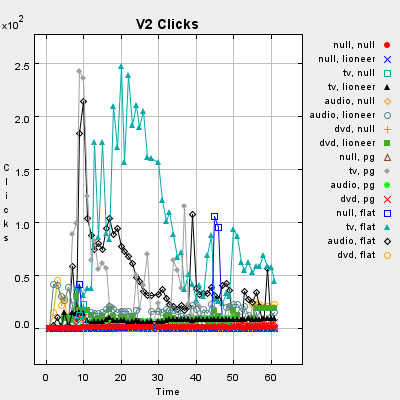 V2 Clicks
x10²
2.5
2.0
1.5
1.0
0.5
0.0
Clicks
0 10 20 30 40 50 60
Time
null, null
null, lioneer
tv, null
tv, lioneer
audio, null
audio, lioneer
dvd, null
dvd, lioneer
null, pg
tv, pg
audio, pg
dvd, pg
null, flat
tv, flat
audio, flat
dvd, flat